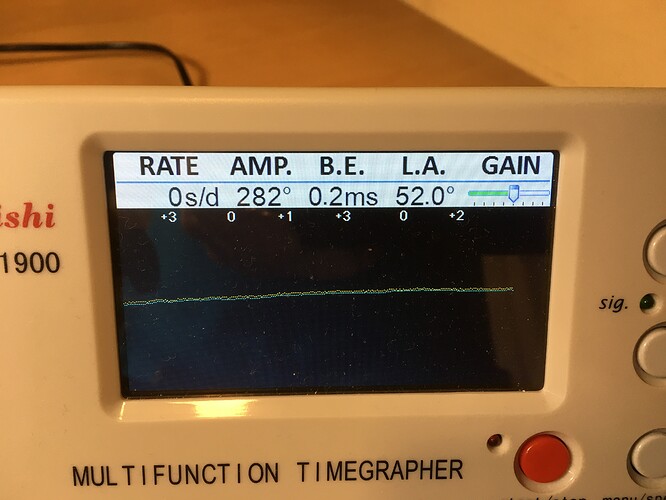 RATE AMP. B.E. L.A. GAIN
0s/d 282° 0.2ms 52.0°
+3 0 +1 +3 0 +2
ishi
1900
sig.
MULTIFUNCTION TIMEGRAPHER